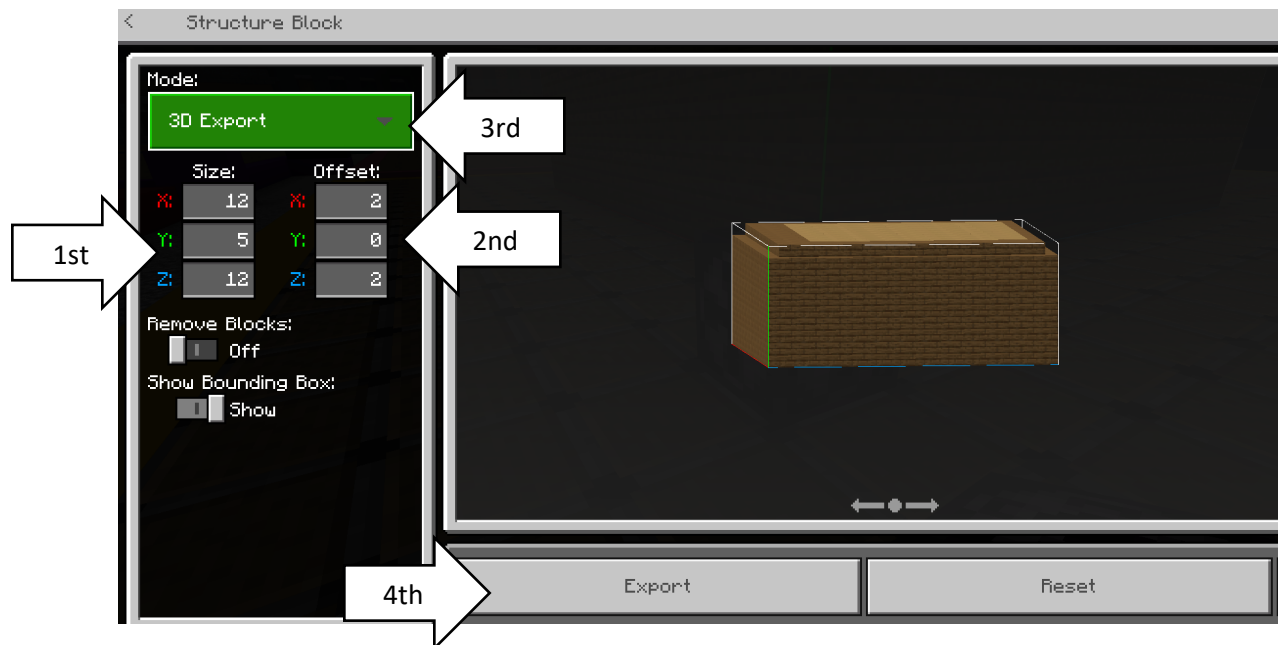 < Structure Block
Mode:
3D Export
3rd
Size: Offset:
X: 12 X: 2
1st
Y: 5 Y: 0
2nd
Z: 12 Z: 2
Remove Blocks:
Off
Show Bounding Box:
Show
4th
Export Reset